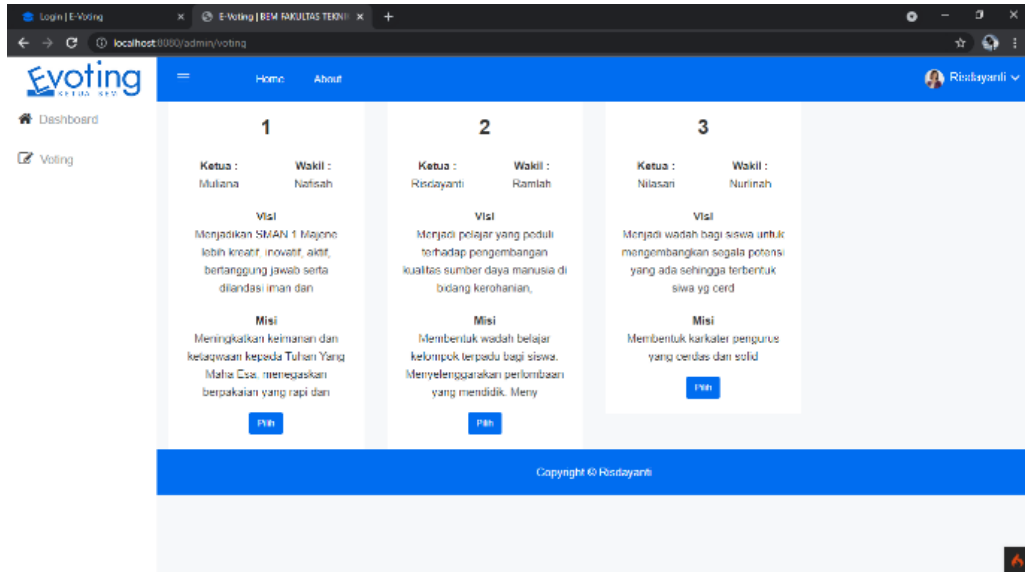 Login | E-Voting
E-Voting | BEM FAKULTAS TEKNI
localhost:8080/admin/voting
Evoting
KETUA BEM
Home About
Risdayanti
Dashboard
Voting
1
Ketua : Wakil :
Muliana Nafisah
Visi
Menjadikan SMAN 1 Majene
lebih kreatif, inovatif, aktif,
bertanggung jawab serta
dilandasi iman dan
Misi
Meningkatkan keimanan dan
ketaqwaan kepada Tuhan Yang
Maha Esa. menegaskan
berpakaian yang rapi dan
Pilih
2
Ketua : Wakil :
Risdayanti Ramlah
Visi
Menjadi pelajar yang peduli
terhadap pengembangan
kualitas sumber daya manusia di
bidang kerohanian,
Misi
Membentuk wadah belajar
kelompok terpadu bagi siswa.
Menyelenggarakan perlombaan
yang mendidik. Meny
Pilih
3
Ketua : Wakil :
Nilasari Nurlinah
Visi
Menjadi wadah bagi siswa untuk
mengembangkan segala potensi
yang ada sehingga terbentuk
siwa yg cerd
Misi
Membentuk karkater pengurus
yang cerdas dan solid
Pilih
Copyright © Risdayanti